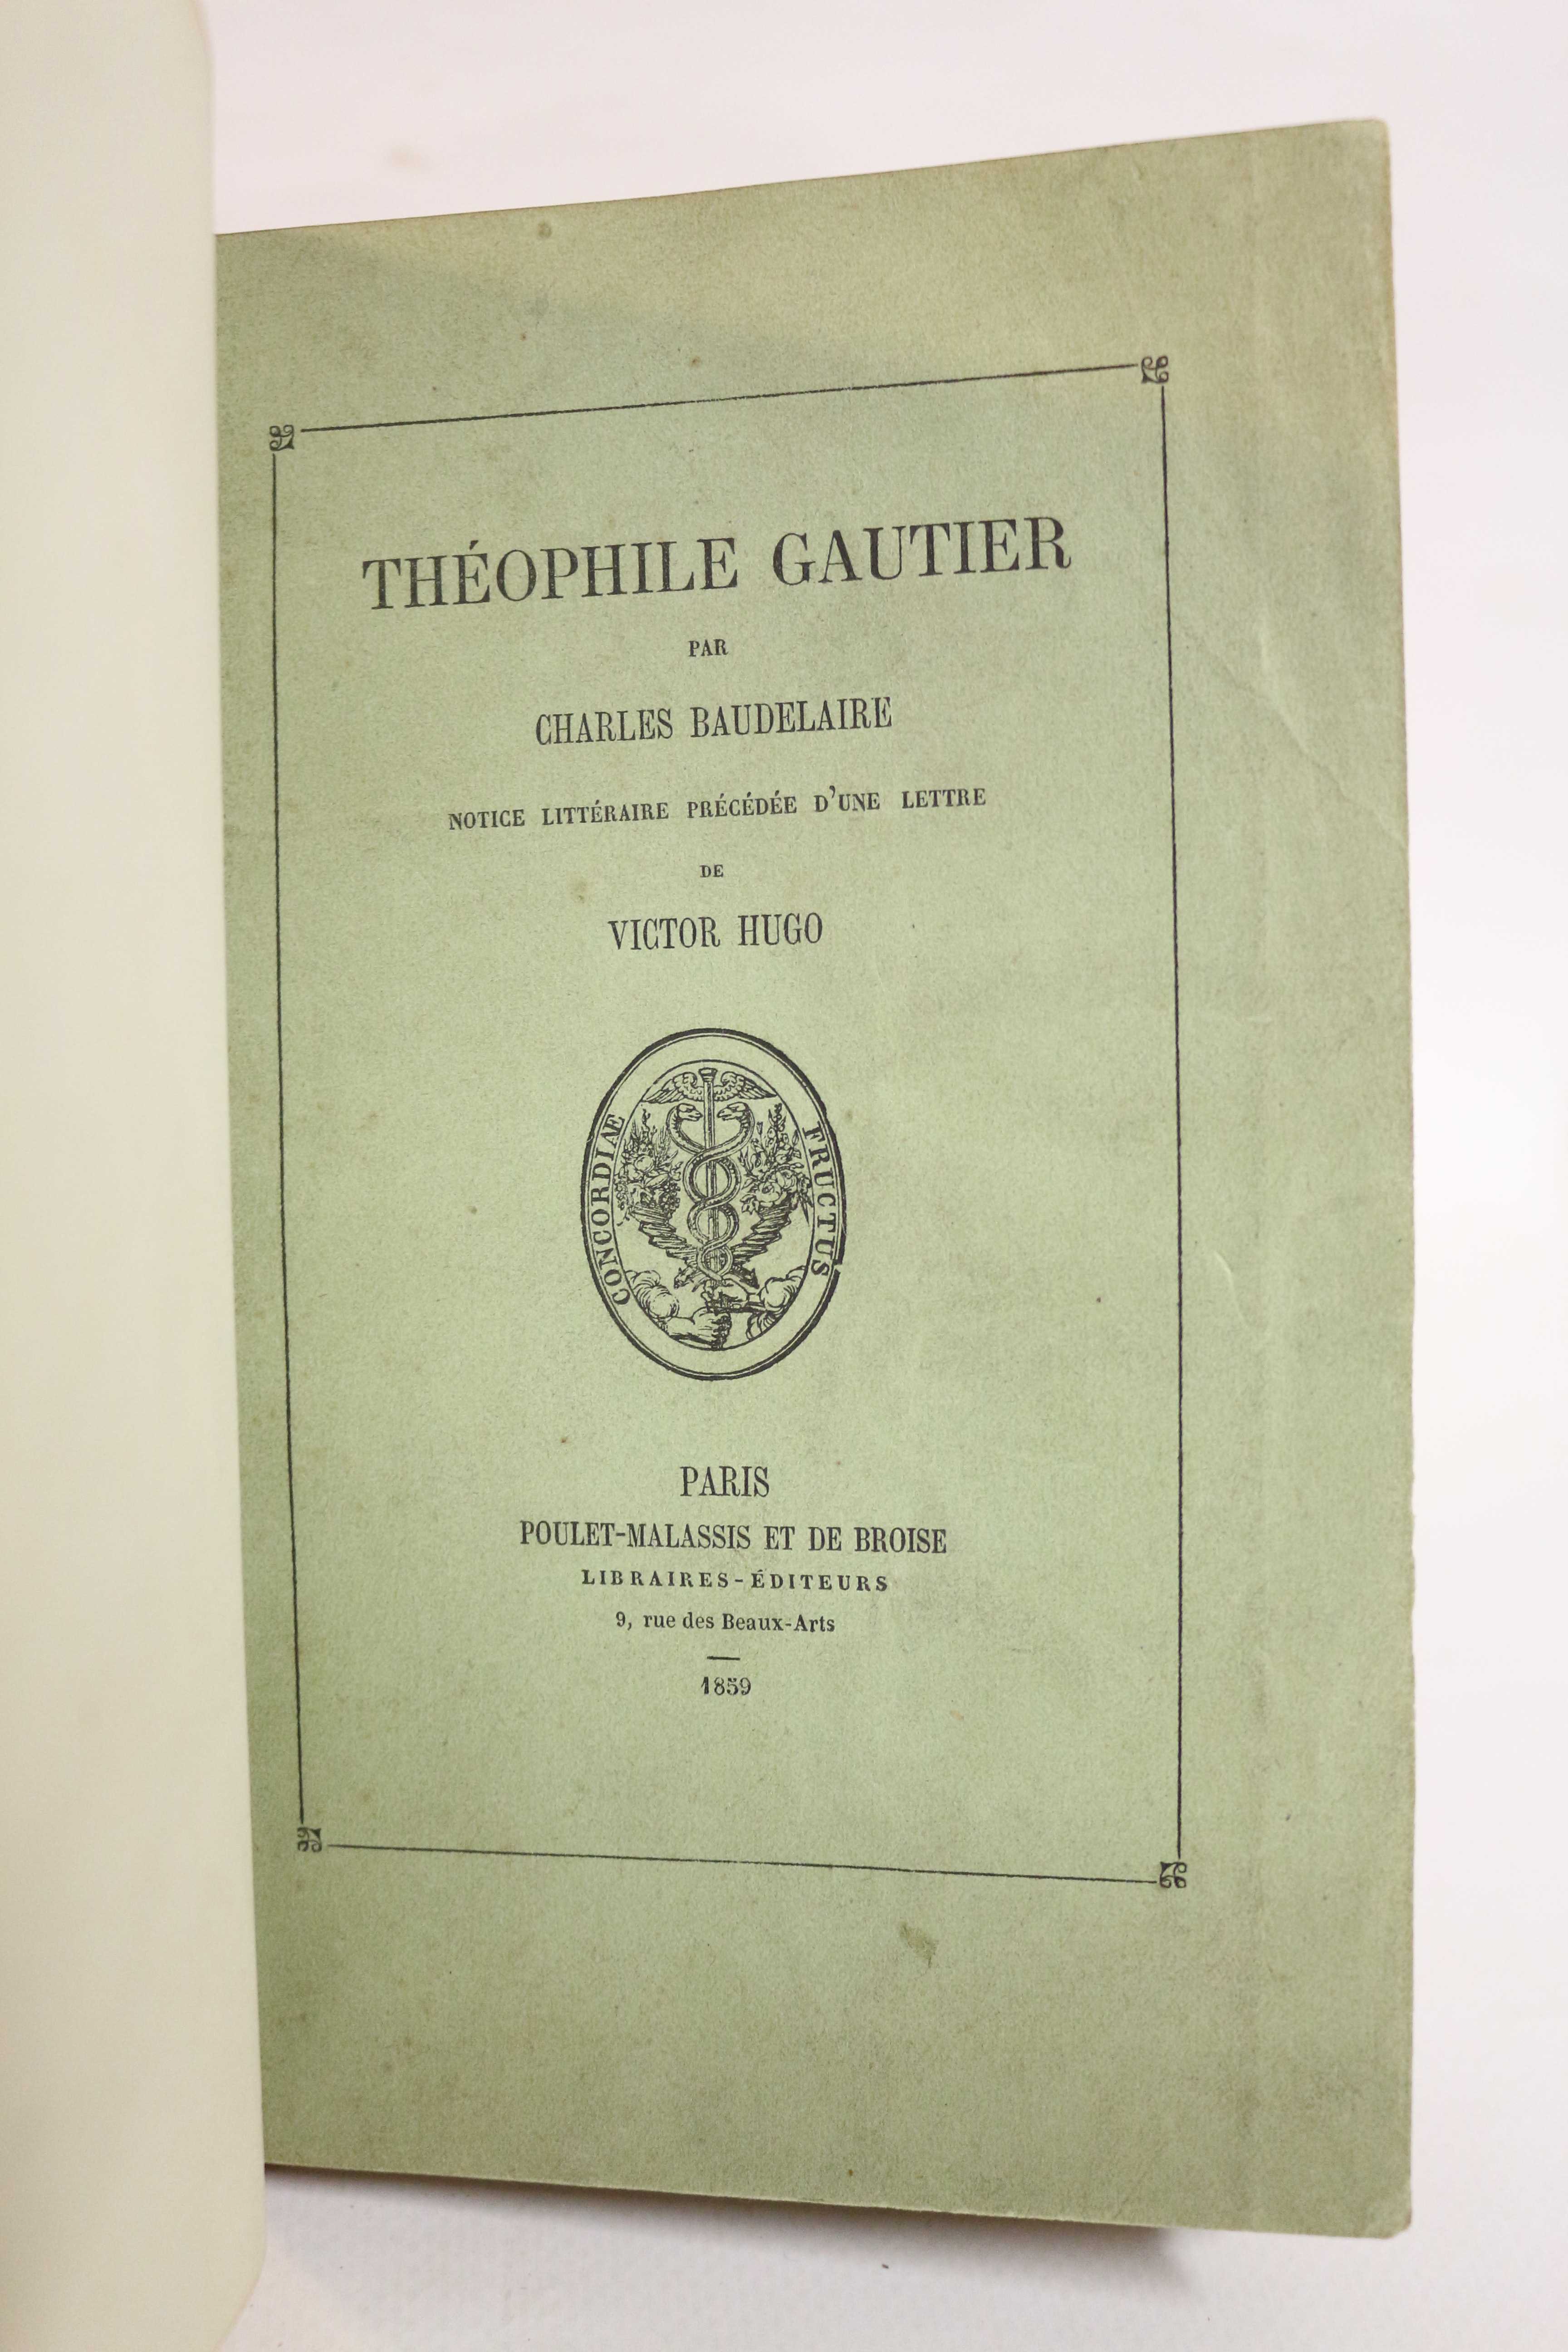 THÉOPHILE GAUTIER
PAR
CHARLES BAUDELAIRE
NOTICE LITTÉRAIRE PRÉCÉDÉE D'UNE LETTRE
DE
VICTOR HUGO
CONCORDIÆ FRUCTUS
PARIS
POULET-MALASSIS ET DE BROISE
LIBRAIRES-ÉDITEURS
9, rue des Beaux-Arts
1859